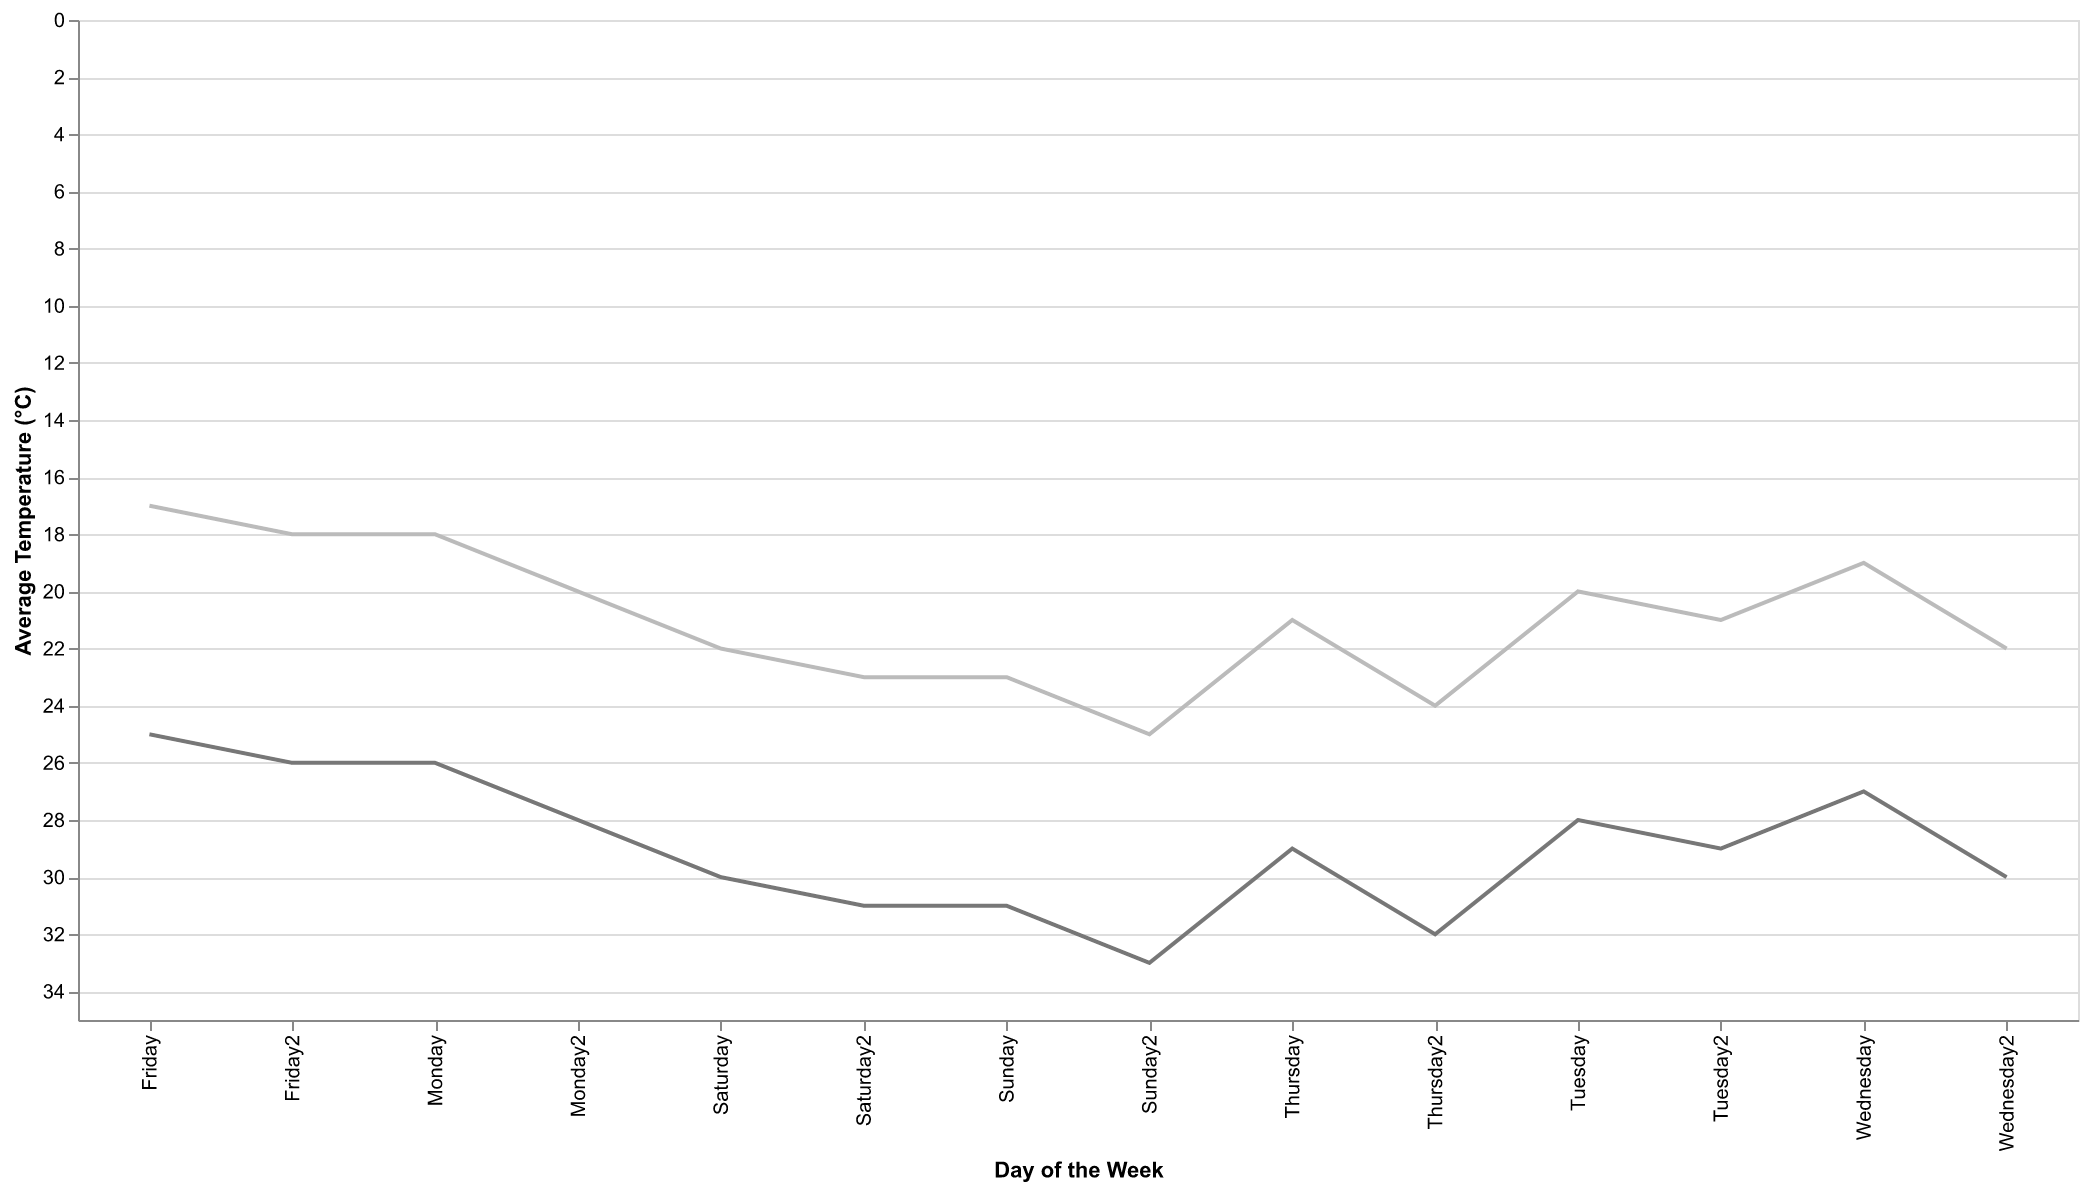 0
2
4
6
8
10
12
14
16
18
20
22
24
26
28
30
32
34
Average Temperature (°C)
Friday
Friday2
Monday
Monday2
Saturday
Saturday2
Sunday
Sunday2
Thursday
Thursday2
Tuesday
Tuesday2
Wednesday
Wednesday2
Day of the Week